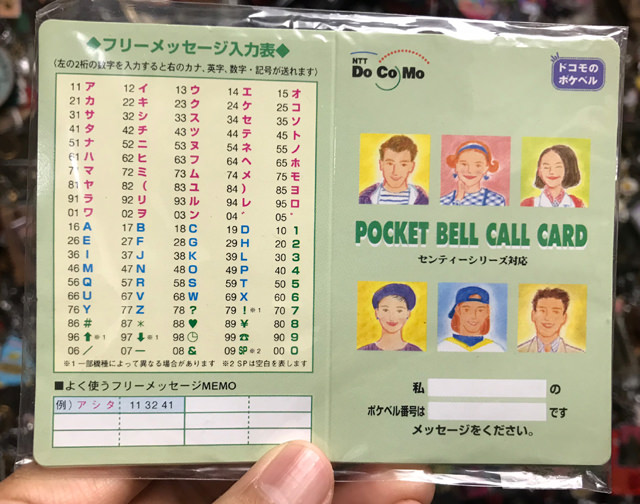 ◆フリーメッセージ入力表◆
(左の2桁の数字を入力すると右のカナ、英字、数字・記号が送れます)
11 ア 12 イ 13 ウ 14 エ 15 オ
21 カ 22 キ 23 ク 24 ケ 25 コ
31 サ 32 シ 33 ス 34 セ 35 ソ
41 タ 42 チ 43 ツ 44 テ 45 ト
51 ナ 52 ニ 53 ヌ 54 ネ 55 ノ
61 ハ 62 ヒ 63 フ 64 ヘ 65 ホ
71 マ 72 ミ 73 ム 74 メ 75 モ
81 ヤ 82 ( 83 ユ 84 ) 85 ヨ
91 ラ 92 リ 93 ル 94 レ 95 ロ
01 ワ 02 ヲ 03 ン 04 ゛ 05 ゜
16 A 17 B 18 C 19 D 10 1
26 E 27 F 28 G 29 H 20 2
36 I 37 J 38 K 39 L 30 3
46 M 47 N 48 O 49 P 40 4
56 Q 57 R 58 S 59 T 50 5
66 U 67 V 68 W 69 X 60 6
76 Y 77 Z 78 ? 79 !※1 70 7
86 # 87 * 88 ♥ 89 ¥ 80 8
96 ⬆※1 97 ⬇※1 98 🕒 99 ☎ 90 9
06 / 07 ー 08 & 09 SP※2 00 0
※1 一部機種によって異なる場合があります ※2 SPは空白を表します
■よく使うフリーメッセージMEMO
例) アシタ 11 32 41
NTT
DoCoMo
ドコモの
ポケベル
POCKET BELL CALL CARD
センティーシリーズ対応
私 の
ポケベル番号は です
メッセージをください。